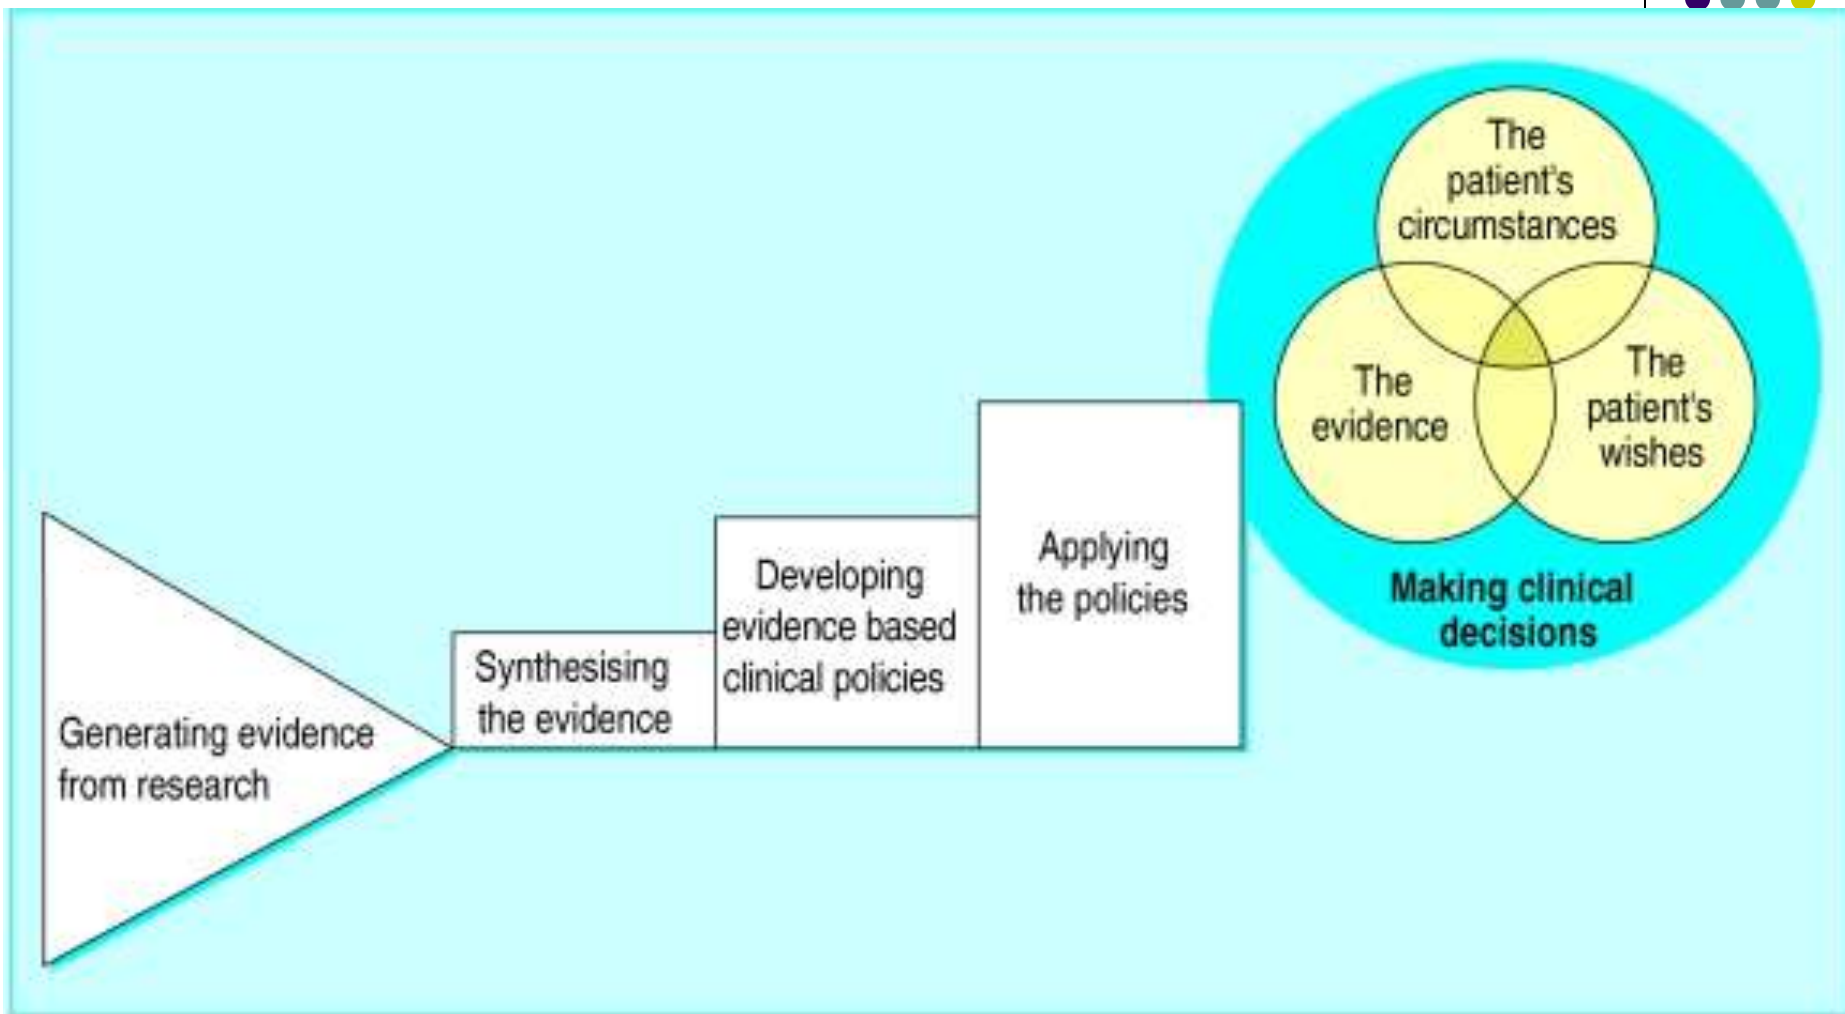 Generating evidence
from research
Synthesising
the evidence
Developing
evidence based
clinical policies
Applying
the policies
The
patient's
circumstances
The
evidence
The
patient's
wishes
Making clinical
decisions